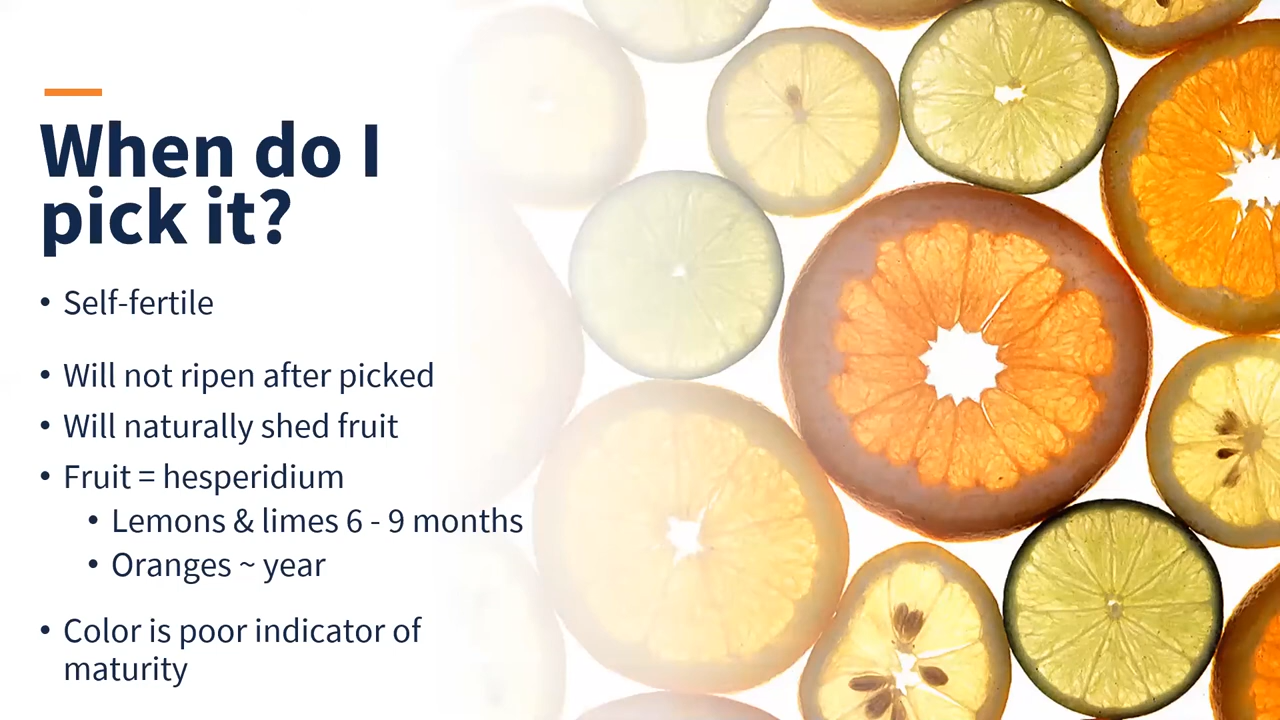 When do I
pick it?
• Self-fertile
• Will not ripen after picked
• Will naturally shed fruit
• Fruit = hesperidium
• Lemons & limes 6 - 9 months
• Oranges ~ year
• Color is poor indicator of
maturity